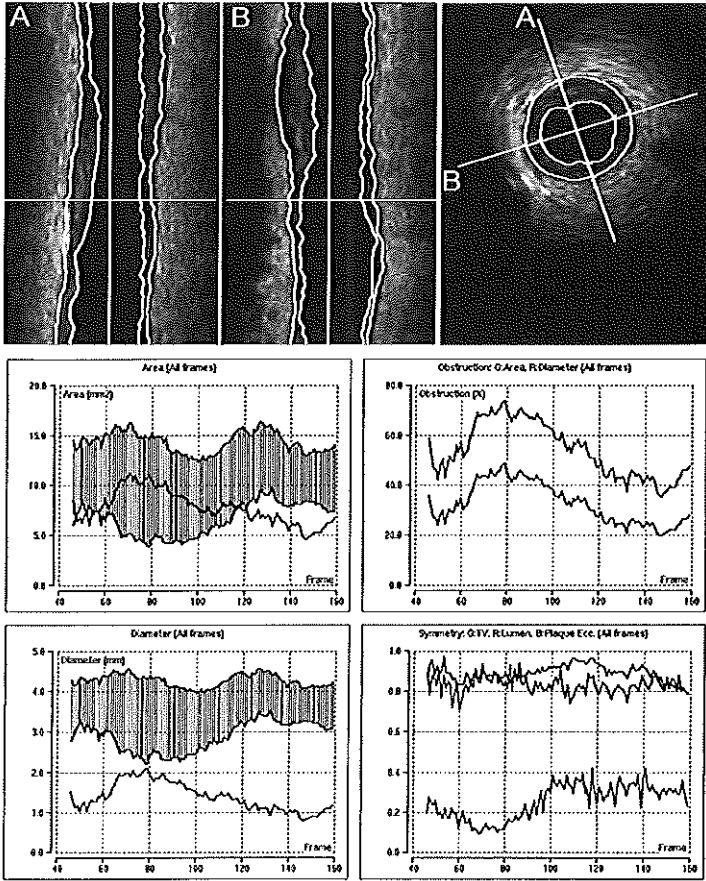 A
B
A
B
Area (All frames)
Area (mm2)
20.0
15.0
10.0
5.0
0.0
Frame
40 60 80 100 120 140 160
Obstruction: G:Area, R:Diameter (All frames)
Obstruction (%)
80.0
60.0
40.0
20.0
0.0
Frame
40 60 80 100 120 140 160
Diameter (All frames)
Diameter (mm)
5.0
4.0
3.0
2.0
1.0
0.0
Frame
40 60 80 100 120 140 160
Symmetry: G:TV, R:Lumen, B:Plaque Ecc. (All frames)
1.0
0.8
0.6
0.4
0.2
0.0
Frame
40 60 80 100 120 140 160